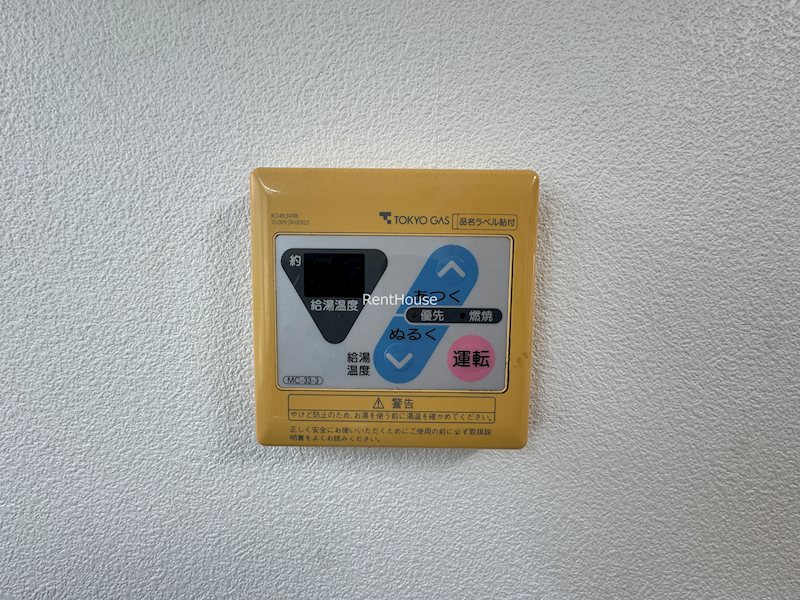 TOKYO GAS
品名ラベル貼付
約
給湯温度
RentHouse
あつく
優先 燃焼
ぬるく
給湯
温度
運転
MC-33-3
⚠ 警告
やけど防止のため、お湯を使う前に湯温を確かめてください。
正しく安全にお使いいただくためにご使用の前に必ず取扱説
明書をよくお読みください。